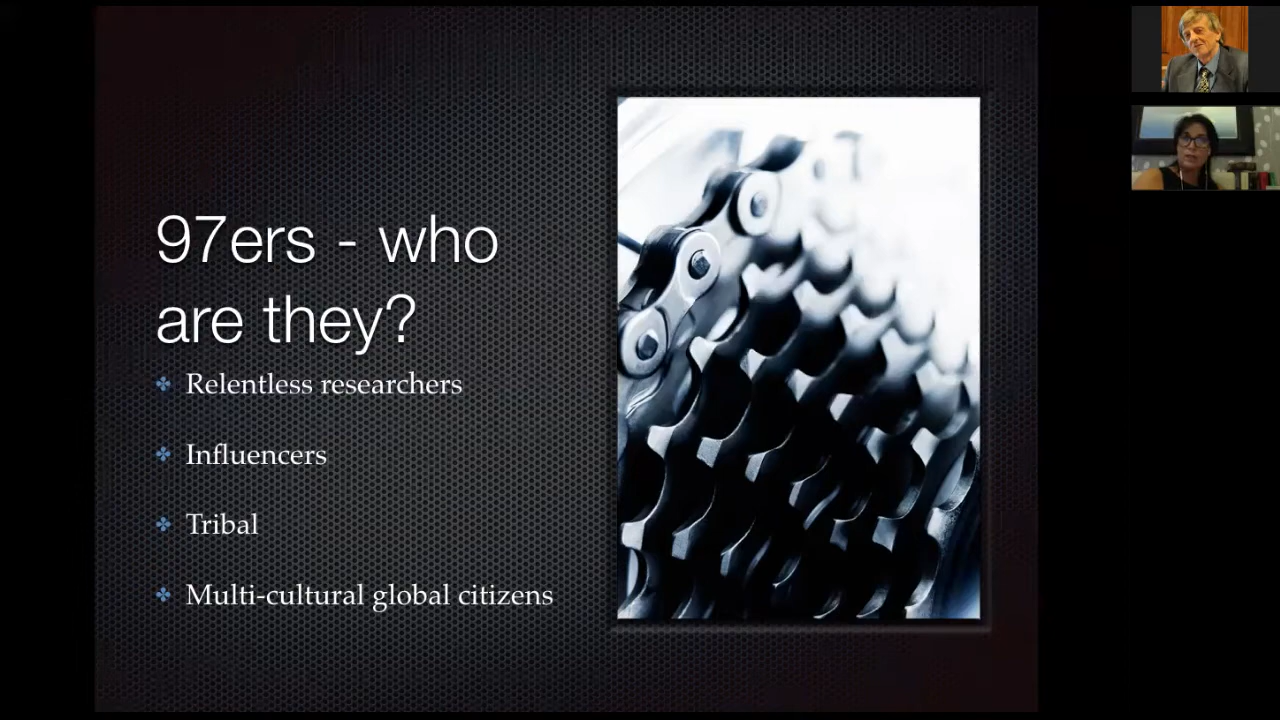 97ers - who
are they?
Relentless researchers
Influencers
Tribal
Multi-cultural global citizens